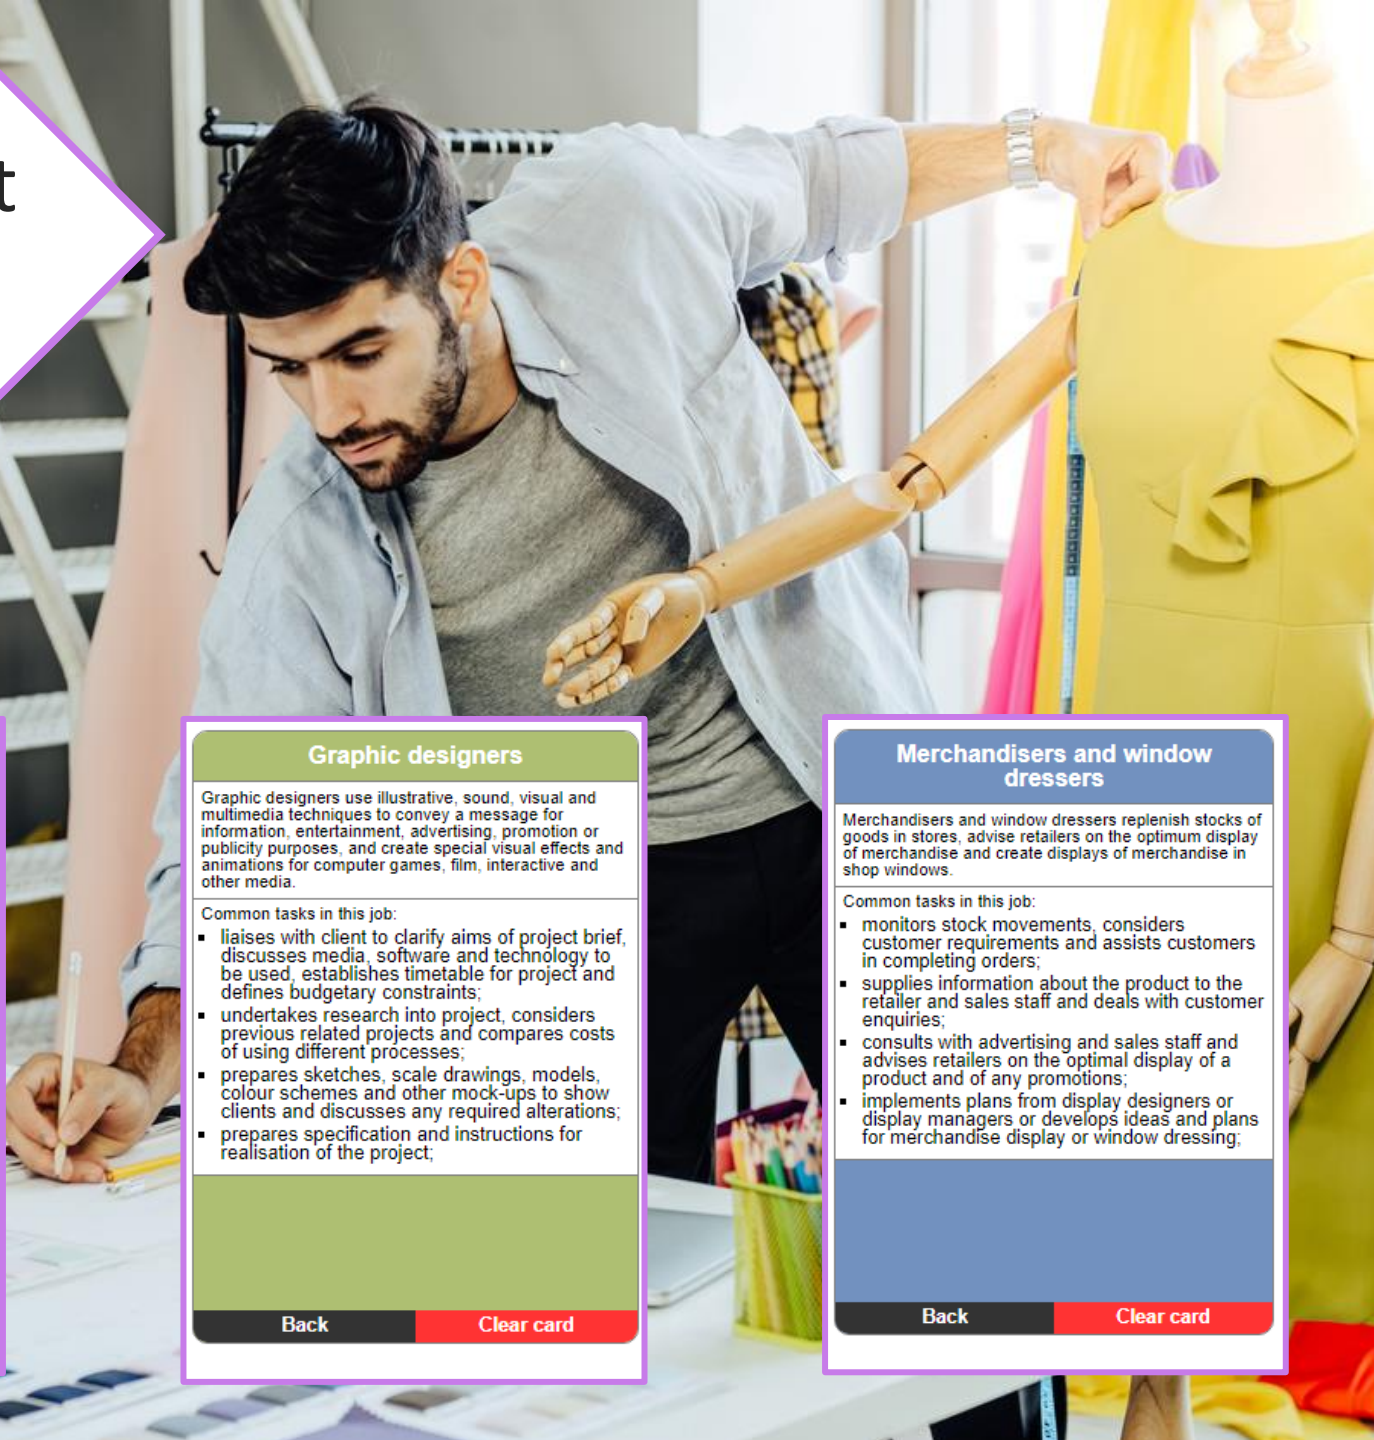 t
Graphic designers
Graphic designers use illustrative, sound, visual and
multimedia techniques to convey a message for
information, entertainment, advertising, promotion or
publicity purposes, and create special visual effects and
animations for computer games, film, interactive and
other media.
Common tasks in this job:
▪ liaises with client to clarify aims of project brief,
discusses media, software and technology to
be used, establishes timetable for project and
defines budgetary constraints;
▪ undertakes research into project, considers
previous related projects and compares costs
of using different processes;
▪ prepares sketches, scale drawings, models,
colour schemes and other mock-ups to show
clients and discusses any required alterations;
▪ prepares specification and instructions for
realisation of the project;
Back Clear card
Merchandisers and window
dressers
Merchandisers and window dressers replenish stocks of
goods in stores, advise retailers on the optimum display
of merchandise and create displays of merchandise in
shop windows.
Common tasks in this job:
▪ monitors stock movements, considers
customer requirements and assists customers
in completing orders;
▪ supplies information about the product to the
retailer and sales staff and deals with customer
enquiries;
▪ consults with advertising and sales staff and
advises retailers on the optimal display of a
product and of any promotions;
▪ implements plans from display designers or
display managers or develops ideas and plans
for merchandise display or window dressing;
Back Clear card